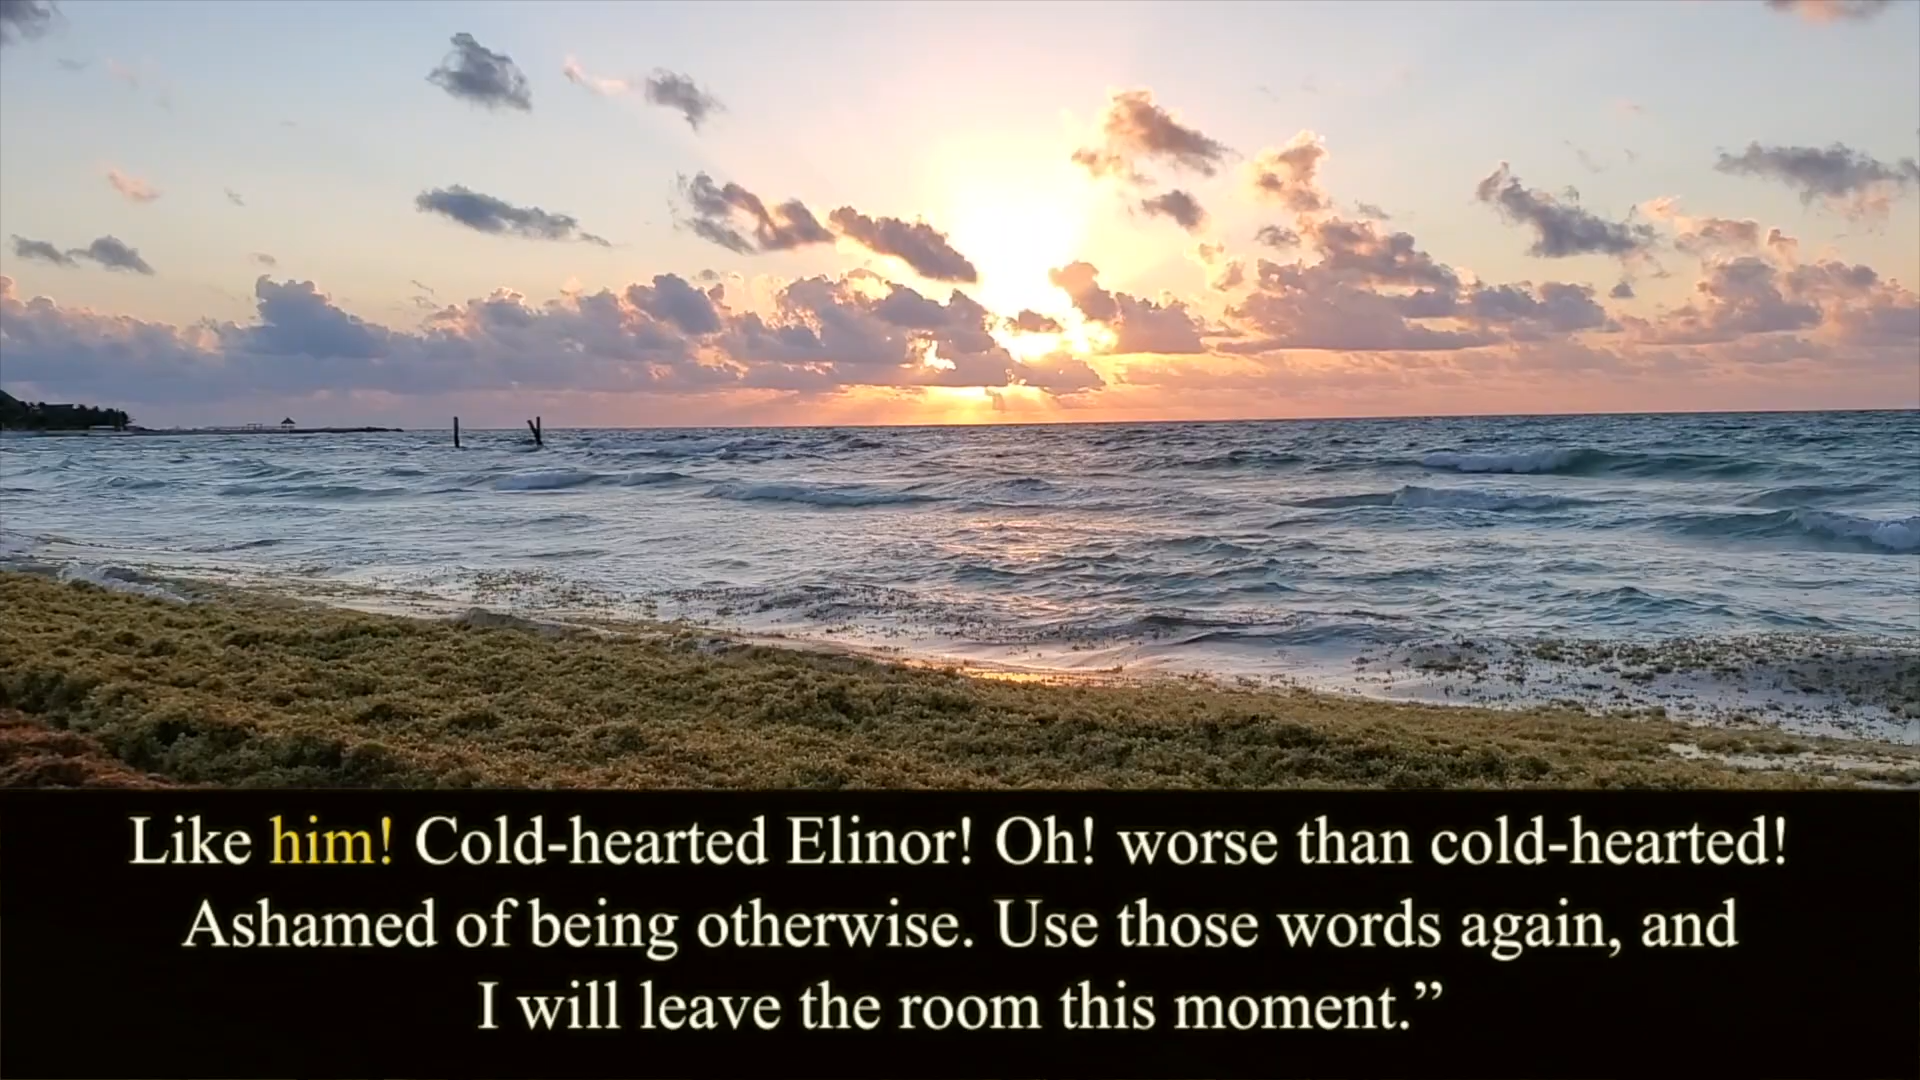 Like him! Cold-hearted Elinor! Oh! worse than cold-hearted!
Ashamed of being otherwise. Use those words again, and
I will leave the room this moment.”